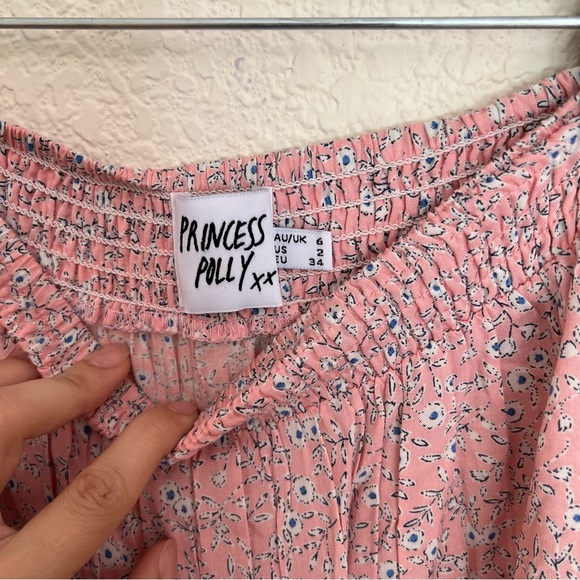 PRINCESS
POLLY xx
AU/UK 6
US 2
EU 34